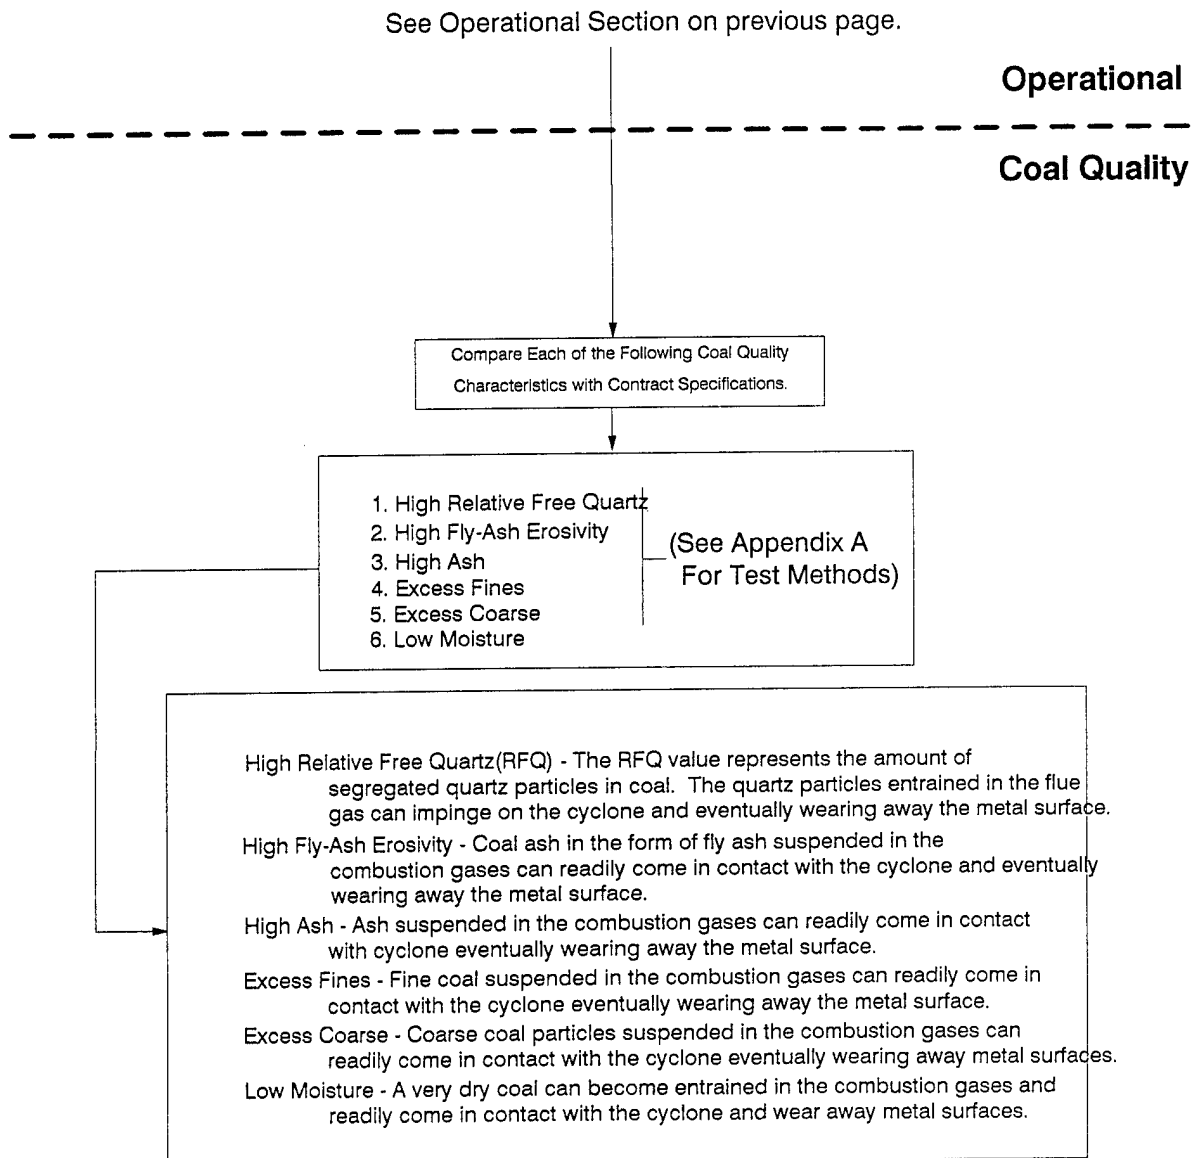 See Operational Section on previous page.
Operational
Coal Quality
Compare Each of the Following Coal Quality
Characteristics with Contract Specifications.
1. High Relative Free Quartz
2. High Fly-Ash Erosivity
3. High Ash
4. Excess Fines
5. Excess Coarse
6. Low Moisture
(See Appendix A
For Test Methods)
High Relative Free Quartz(RFQ) - The RFQ value represents the amount of
segregated quartz particles in coal. The quartz particles entrained in the flue
gas can impinge on the cyclone and eventually wearing away the metal surface.
High Fly-Ash Erosivity - Coal ash in the form of fly ash suspended in the
combustion gases can readily come in contact with the cyclone and eventually
wearing away the metal surface.
High Ash - Ash suspended in the combustion gases can readily come in contact
with cyclone eventually wearing away the metal surface.
Excess Fines - Fine coal suspended in the combustion gases can readily come in
contact with the cyclone eventually wearing away the metal surface.
Excess Coarse - Coarse coal particles suspended in the combustion gases can
readily come in contact with the cyclone eventually wearing away metal surfaces.
Low Moisture - A very dry coal can become entrained in the combustion gases and
readily come in contact with the cyclone and wear away metal surfaces.